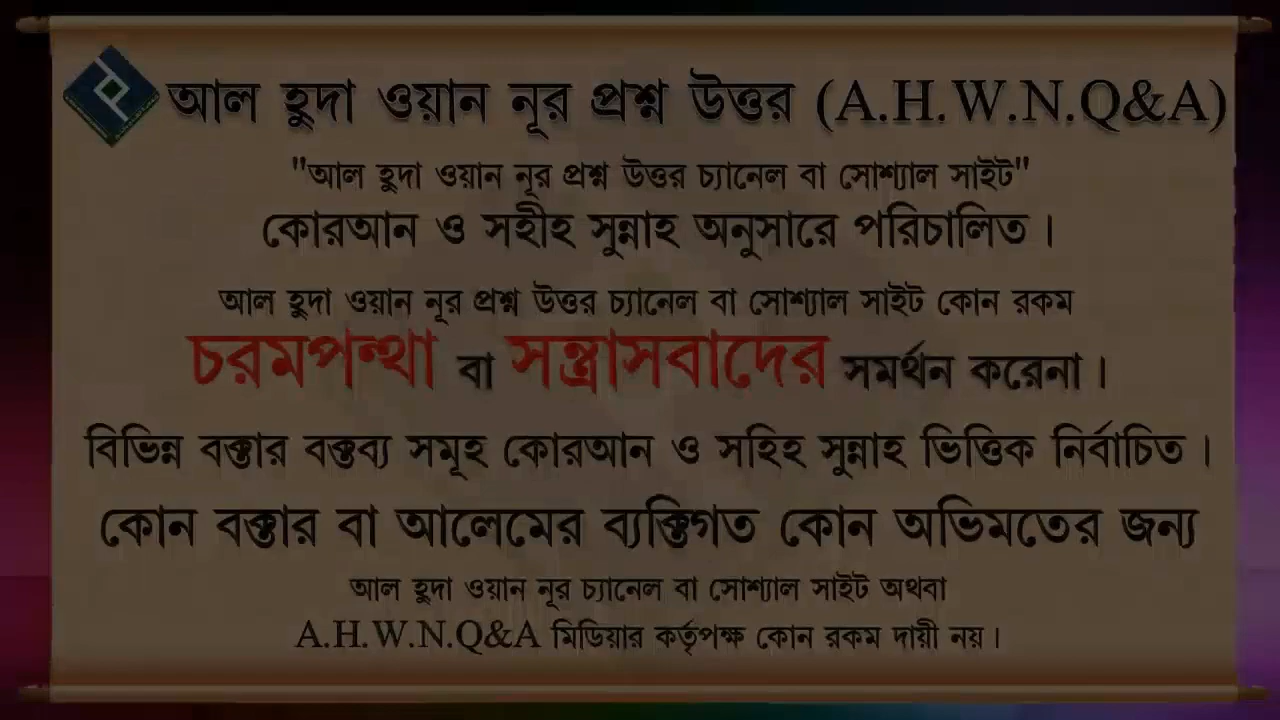 আল হুদা ওয়ান নূর প্রশ্ন উত্তর (A.H.W.N.Q&A)
"আল হুদা ওয়ান নূর প্রশ্ন উত্তর চ্যানেল বা সোশ্যাল সাইট"
কোরআন ও সহীহ সুন্নাহ অনুসারে পরিচালিত।
আল হুদা ওয়ান নূর প্রশ্ন উত্তর চ্যানেল বা সোশ্যাল সাইট কোন রকম
চরমপন্থা বা সন্ত্রাসবাদের সমর্থন করেনা।
বিভিন্ন বক্তার বক্তব্য সমূহ কোরআন ও সহিহ সুন্নাহ ভিত্তিক নির্বাচিত।
কোন বক্তার বা আলেমের ব্যক্তিগত কোন অভিমতের জন্য
আল হুদা ওয়ান নূর চ্যানেল বা সোশ্যাল সাইট অথবা
A.H.W.N.Q&A মিডিয়ার কর্তৃপক্ষ কোন রকম দায়ী নয়।